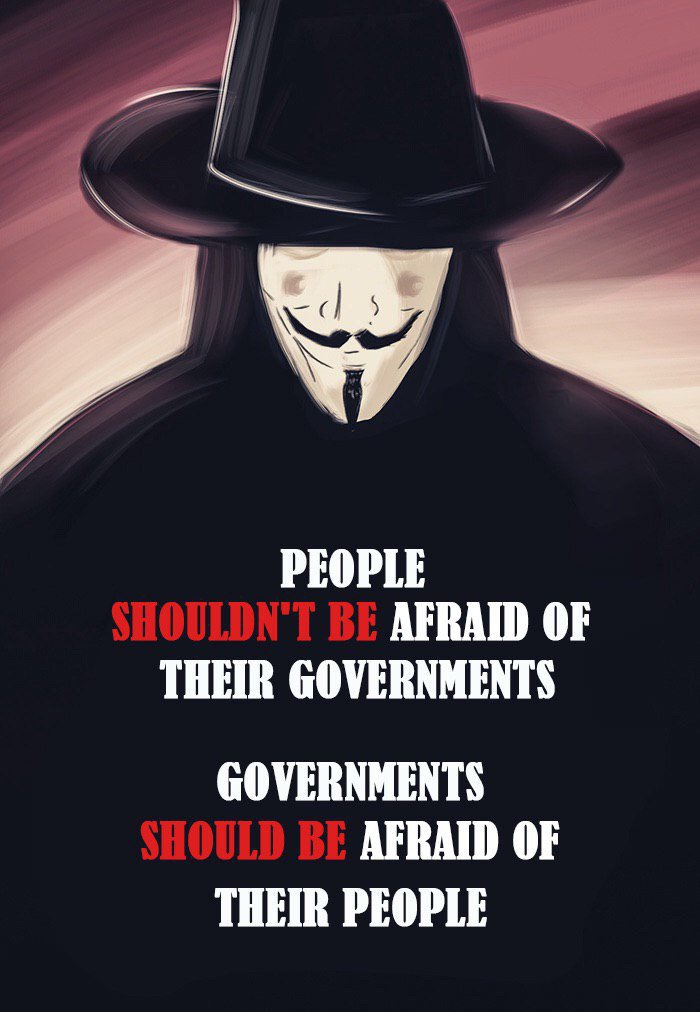 PEOPLE
SHOULDN'T BE AFRAID OF
THEIR GOVERNMENTS
GOVERNMENTS
SHOULD BE AFRAID OF
THEIR PEOPLE